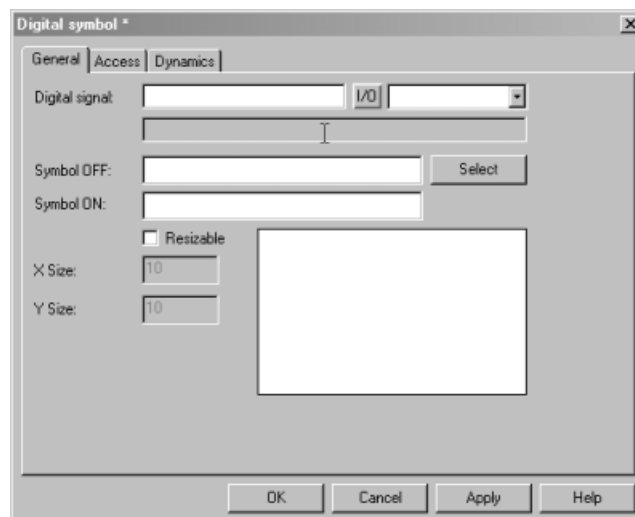 Digital symbol *
General Access Dynamics
Digital signal: I/O
Symbol OFF: Select
Symbol ON:
Resizable
X Size: 10
Y Size: 10
OK Cancel Apply Help